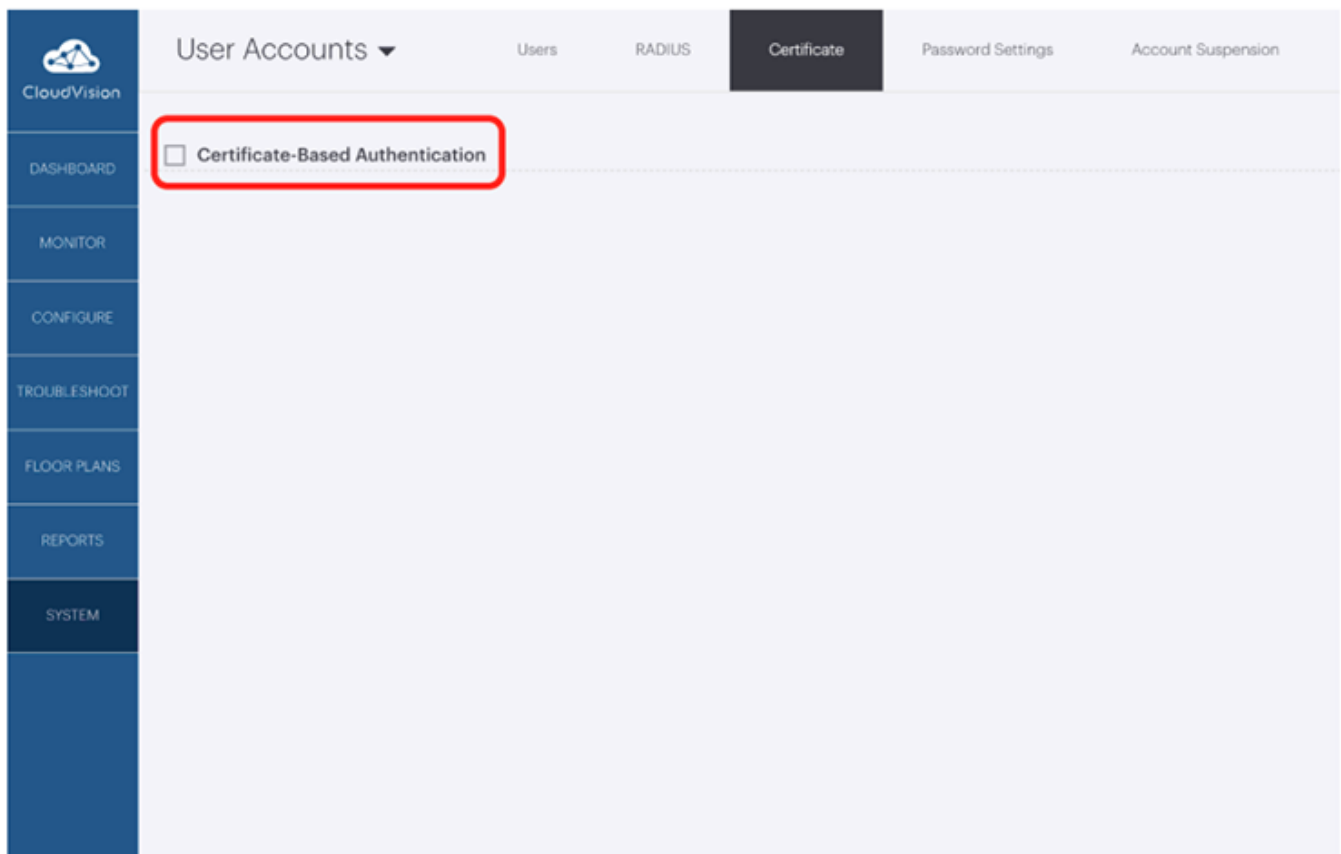 CloudVision
User Accounts
Users
RADIUS
Certificate
Password Settings
Account Suspension
Certificate-Based Authentication
DASHBOARD
MONITOR
CONFIGURE
TROUBLESHOOT
FLOOR PLANS
REPORTS
SYSTEM